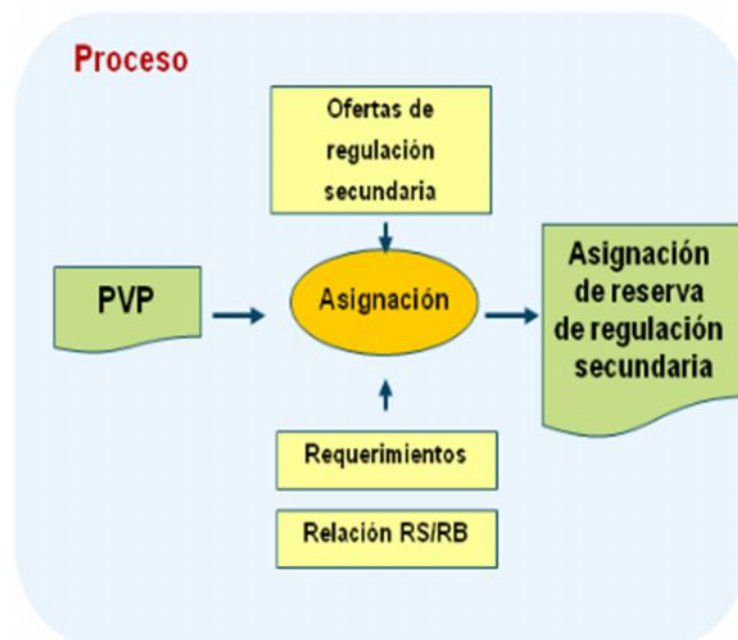 Proceso
Ofertas de
regulación
secundaria
PVP
Asignación
Asignación
de reserva
de regulación
secundaria
Requerimientos
Relación RS/RB